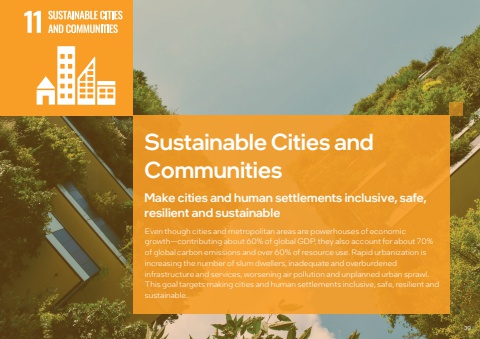 11 SUSTAINABLE CITIES
AND COMMUNITIES
Sustainable Cities and
Communities
Make cities and human settlements inclusive, safe,
resilient and sustainable
Even though cities and metropolitan areas are powerhouses of economic
growth—contributing about 60% of global GDP, they also account for about 70%
of global carbon emissions and over 60% of resource use. Rapid urbanization is
increasing the number of slum dwellers, inadequate and overburdened
infrastructure and services, worsening air pollution and unplanned urban sprawl.
This goal targets making cities and human settlements inclusive, safe, resilient and
sustainable.